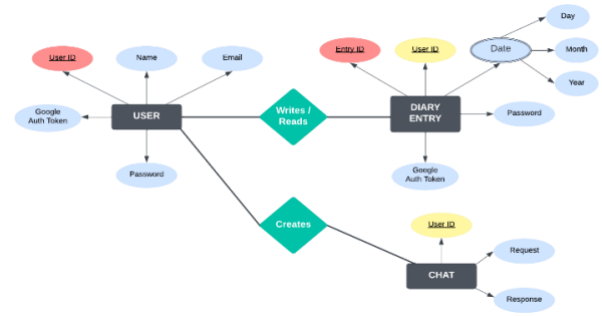 Day
Entry ID
User ID
Date
Month
User ID
Name
Email
Year
Google
Auth Token
USER
Writes /
Reads
DIARY
ENTRY
Password
Password
Google
Auth Token
Creates
User ID
Request
CHAT
Response